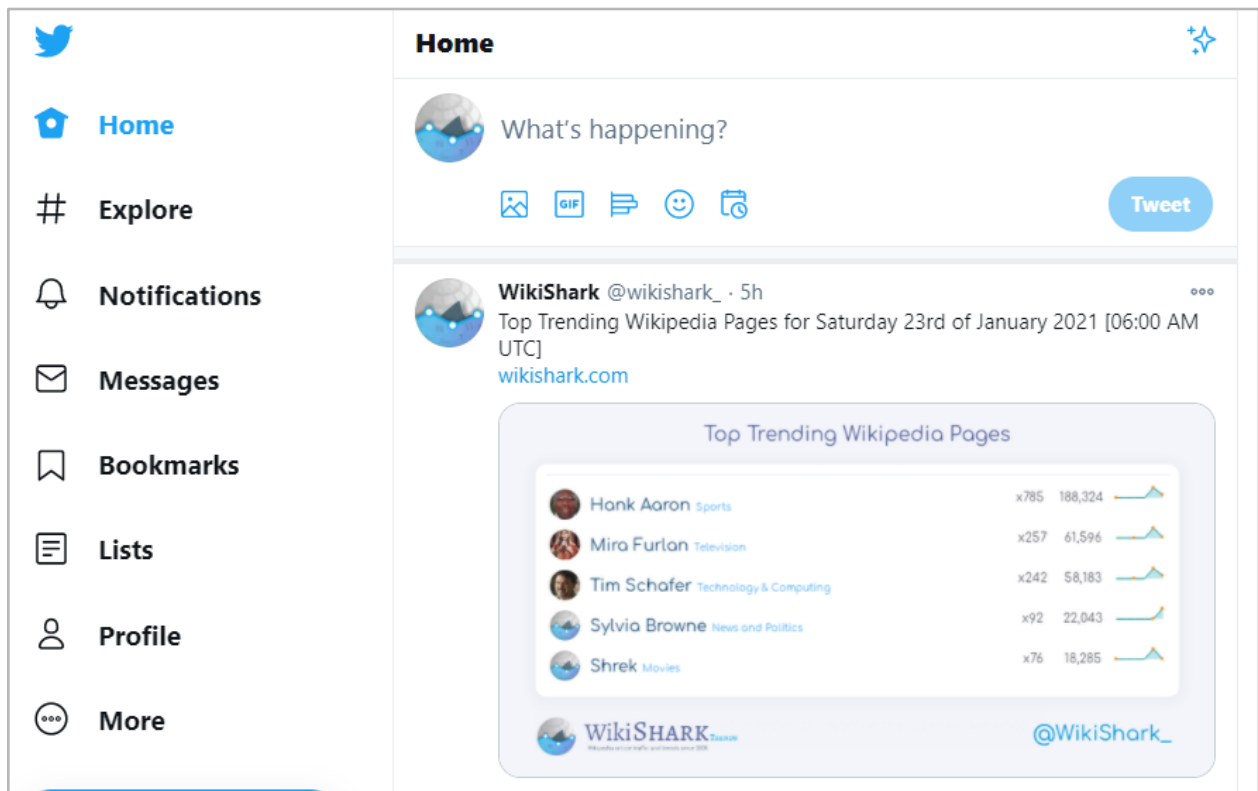 Home
Explore
Notifications
Messages
Bookmarks
Lists
Profile
More
Home
What's happening?
GIF
Tweet
WikiShark @wikishark_ · 5h
Top Trending Wikipedia Pages for Saturday 23rd of January 2021 [06:00 AM
UTC]
wikishark.com
Top Trending Wikipedia Pages
Hank Aaron Sports x785 188,324
Mira Furlan Television x257 61,596
Tim Schafer Technology & Computing x242 58,183
Sylvia Browne News and Politics x92 22,043
Shrek Movies x76 18,285
WikiSHARK
@WikiShark_